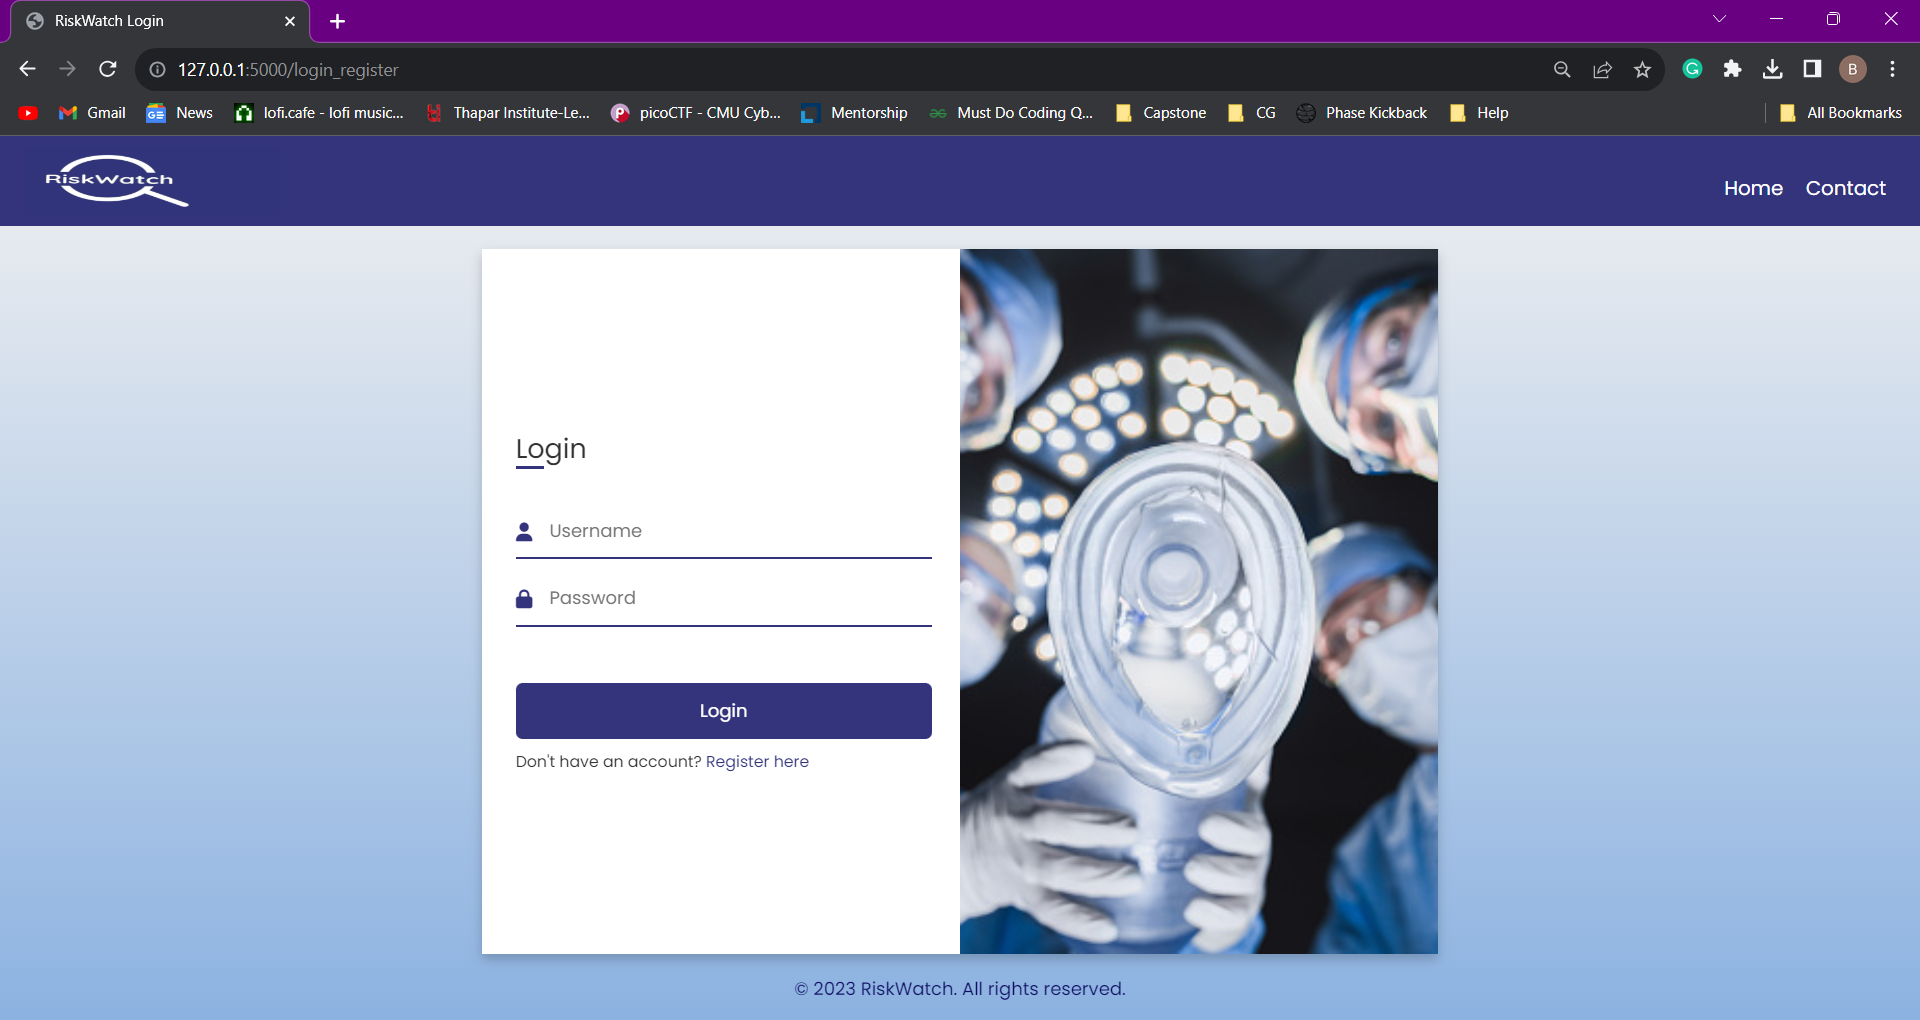 RiskWatch Login
127.0.0.1:5000/login_register
B
Gmail
News
lofi.cafe - lofi music...
Thapar Institute-Le...
picoCTF - CMU Cyb...
Mentorship
Must Do Coding Q...
Capstone
CG
Phase Kickback
Help
All Bookmarks
RiskWatch
Home
Contact
Login
Username
Password
Login
Don't have an account? Register here
© 2023 RiskWatch. All rights reserved.